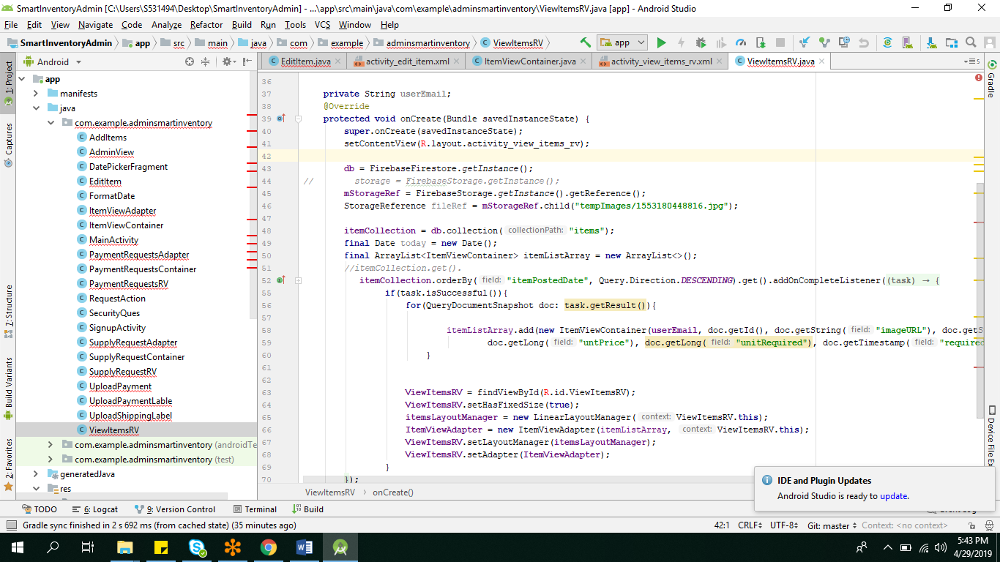 SmartInventoryAdmin [C:\Users\S531494\Desktop\SmartInventoryAdmin] - ...\app\src\main\java\com\example\adminsmartinventory\ViewItemsRV.java [app] - Android Studio
File Edit View Navigate Code Analyze Refactor Build Run Tools VCS Window Help
SmartInventoryAdmin app src main java com example adminsmartinventory ViewItemsRV app
Android EditItem.java activity_edit_item.xml ItemViewContainer.java activity_view_items_rv.xml ViewItemsRV.java 5
1: Project
Captures
7: Structure
Build Variants
2: Favorites
app
manifests
java
com.example.adminsmartinventory
AddItems
AdminView
DatePickerFragment
EditItem
FormatDate
ItemViewAdapter
ItemViewContainer
MainActivity
PaymentRequestsAdapter
PaymentRequestsContainer
PaymentRequestsRV
RequestAction
SecurityQues
SignupActivity
SupplyRequestAdapter
SupplyRequestContainer
SupplyRequestRV
UploadPayment
UploadPaymentLable
UploadShippingLabel
ViewItemsRV
com.example.adminsmartinventory (androidTe
com.example.adminsmartinventory (test)
generatedJava
res
36
37 private String userEmail;
38 @Override
39 protected void onCreate(Bundle savedInstanceState) {
40 super.onCreate(savedInstanceState);
41 setContentView(R.layout.activity_view_items_rv);
42
43 db = FirebaseFirestore.getInstance();
44 // storage = FirebaseStorage.getInstance();
45 mStorageRef = FirebaseStorage.getInstance().getReference();
46 StorageReference fileRef = mStorageRef.child("tempImages/1553180448816.jpg");
47
48 itemCollection = db.collection( collectionPath: "items");
49 final Date today = new Date();
50 final ArrayList<ItemViewContainer> itemListArray = new ArrayList<>();
51 //itemCollection.get().
52 itemCollection.orderBy( field: "itemPostedDate", Query.Direction.DESCENDING).get().addOnCompleteListener((task) → {
55 if(task.isSuccessful()){
56 for(QueryDocumentSnapshot doc: task.getResult()){
57
58 itemListArray.add(new ItemViewContainer(userEmail, doc.getId(), doc.getString( field: "imageURL"), doc.getS
59 doc.getLong( field: "untPrice"), doc.getLong( field: "unitRequired"), doc.getTimestamp( field: "required
60 }
61
62
63 ViewItemsRV = findViewById(R.id.ViewItemsRV);
64 ViewItemsRV.setHasFixedSize(true);
65 itemsLayoutManager = new LinearLayoutManager( context: ViewItemsRV.this);
66 ItemViewAdapter = new ItemViewAdapter(itemListArray, context: ViewItemsRV.this);
67 ViewItemsRV.setLayoutManager(itemsLayoutManager);
68 ViewItemsRV.setAdapter(ItemViewAdapter);
69 }
70 });
ViewItemsRV onCreate()
Gradle
Device File Ex
IDE and Plugin Updates
Android Studio is ready to update.
TODO 6: Logcat 9: Version Control Terminal Build
Gradle sync finished in 2 s 692 ms (from cached state) (35 minutes ago) 42:1 CRLF UTF-8 Git: master Context: <no context>
5:43 PM
4/29/2019